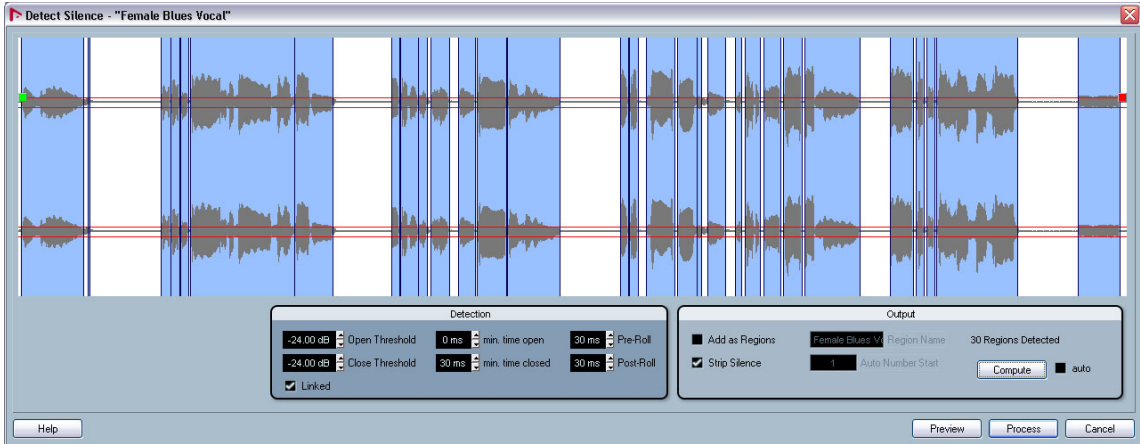 Detect Silence - "Female Blues Vocal"
Detection
-24.00 dB Open Threshold 0 ms min. time open 30 ms Pre-Roll
-24.00 dB Close Threshold 30 ms min. time closed 30 ms Post-Roll
Linked
Output
Add as Regions Female Blues Vo Region Name 30 Regions Detected
Strip Silence 1 Auto Number Start Compute auto
Help Preview Process Cancel